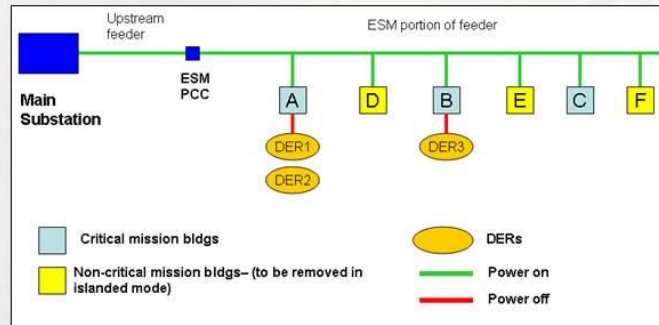 Upstream
feeder
ESM portion of feeder
ESM
PCC
Main
Substation
A
D
B
E
C
F
DER1
DER2
DER3
Critical mission bldgs
DERs
Non-critical mission bldgs– (to be removed in
islanded mode)
Power on
Power off